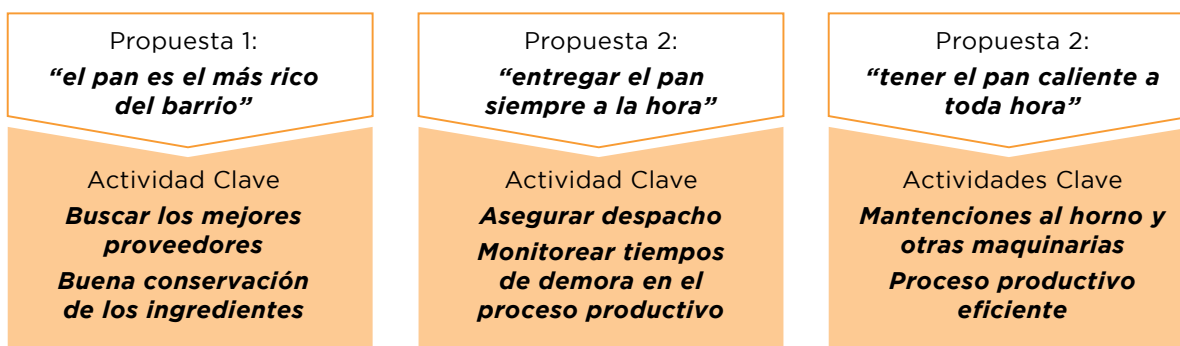 Propuesta 1:
“el pan es el más rico
del barrio”
Actividad Clave
Buscar los mejores
proveedores
Buena conservación
de los ingredientes
Propuesta 2:
“entregar el pan
siempre a la hora”
Actividad Clave
Asegurar despacho
Monitorear tiempos
de demora en el
proceso productivo
Propuesta 2:
“tener el pan caliente a
toda hora”
Actividades Clave
Mantenciones al horno y
otras maquinarias
Proceso productivo
eficiente